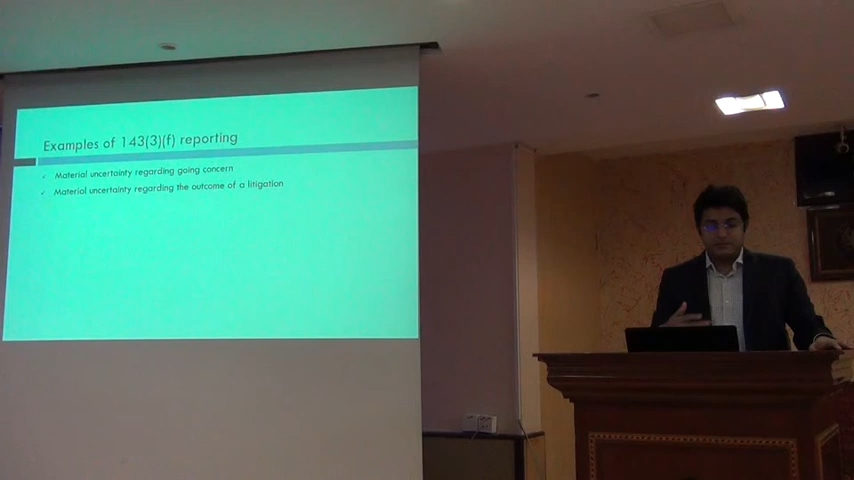 Examples of 143(3)(f) reporting
✓ Material uncertainty regarding going concern
✓ Material uncertainty regarding the outcome of a litigation